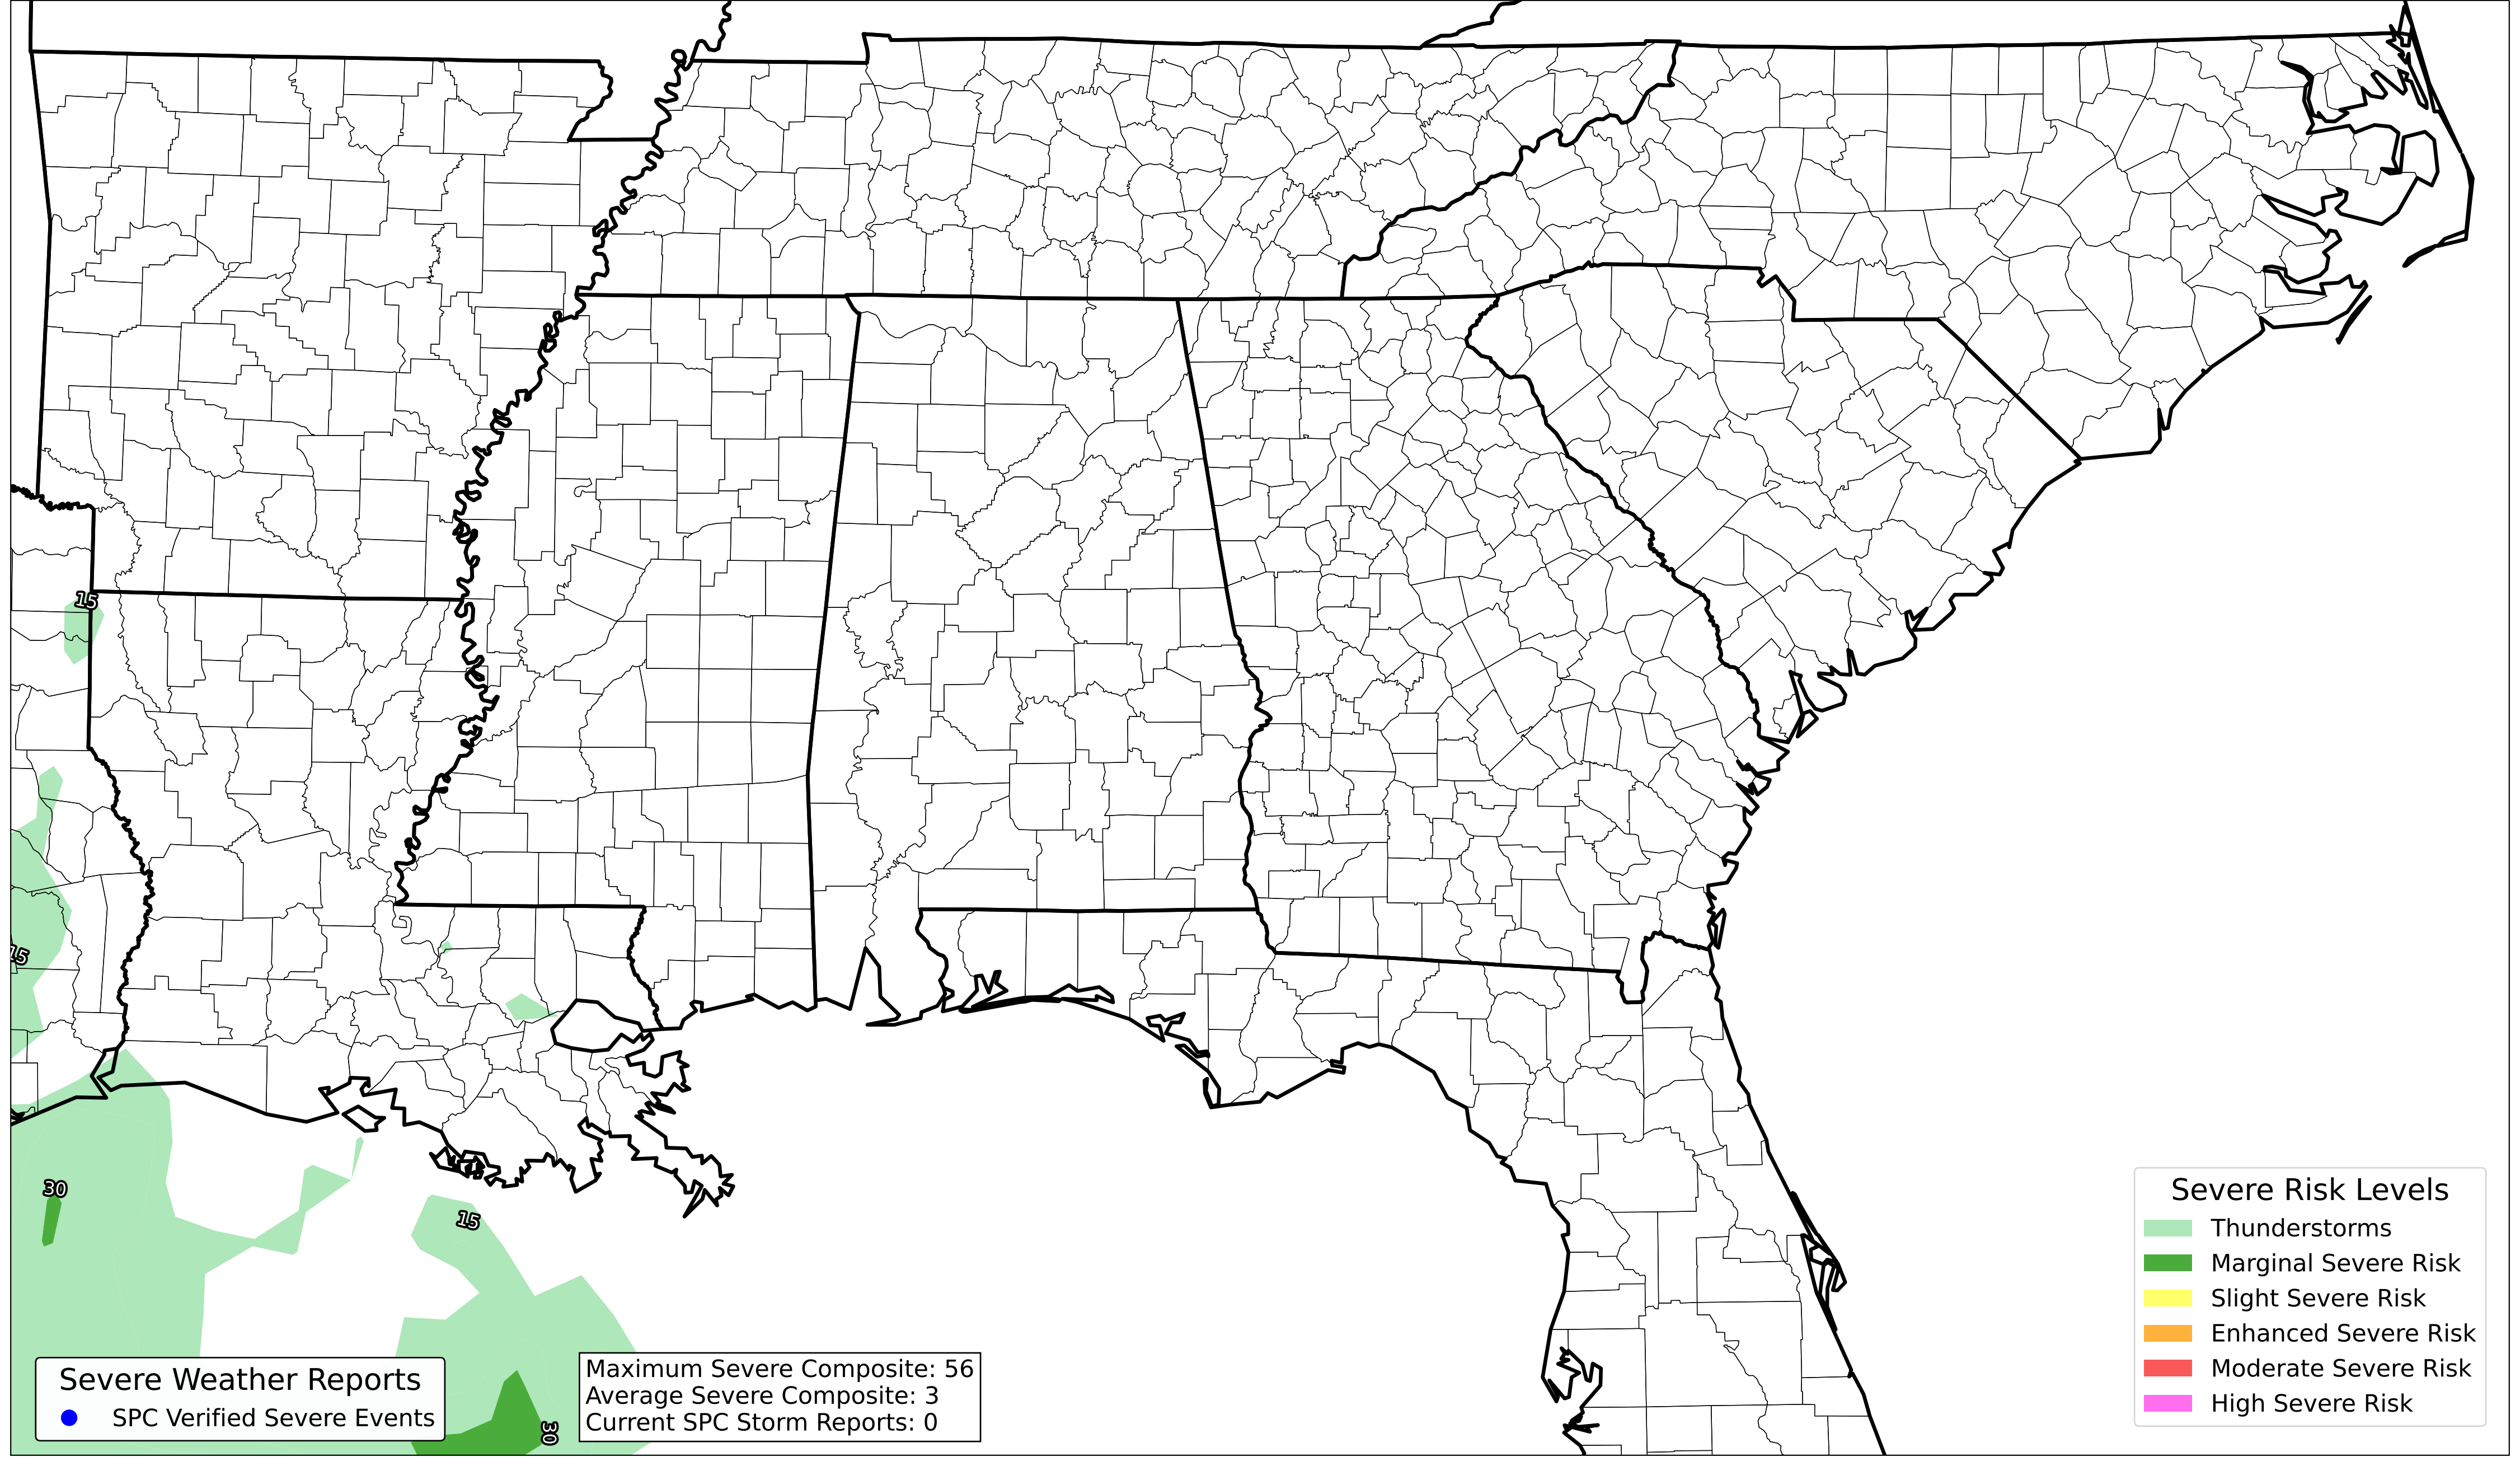 15
15
30
15
30
Severe Weather Reports
SPC Verified Severe Events
Maximum Severe Composite: 56
Average Severe Composite: 3
Current SPC Storm Reports: 0
Severe Risk Levels
Thunderstorms
Marginal Severe Risk
Slight Severe Risk
Enhanced Severe Risk
Moderate Severe Risk
High Severe Risk